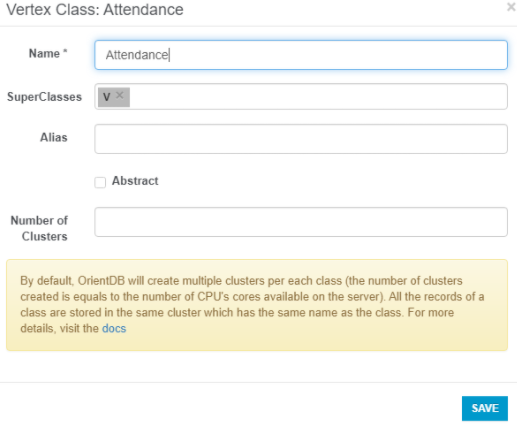 Vertex Class: Attendance ×
Name * Attendance
SuperClasses V ×
Alias
Abstract
Number of
Clusters
By default, OrientDB will create multiple clusters per each class (the number of clusters
created is equals to the number of CPU's cores available on the server). All the records of a
class are stored in the same cluster which has the same name as the class. For more
details, visit the docs
SAVE